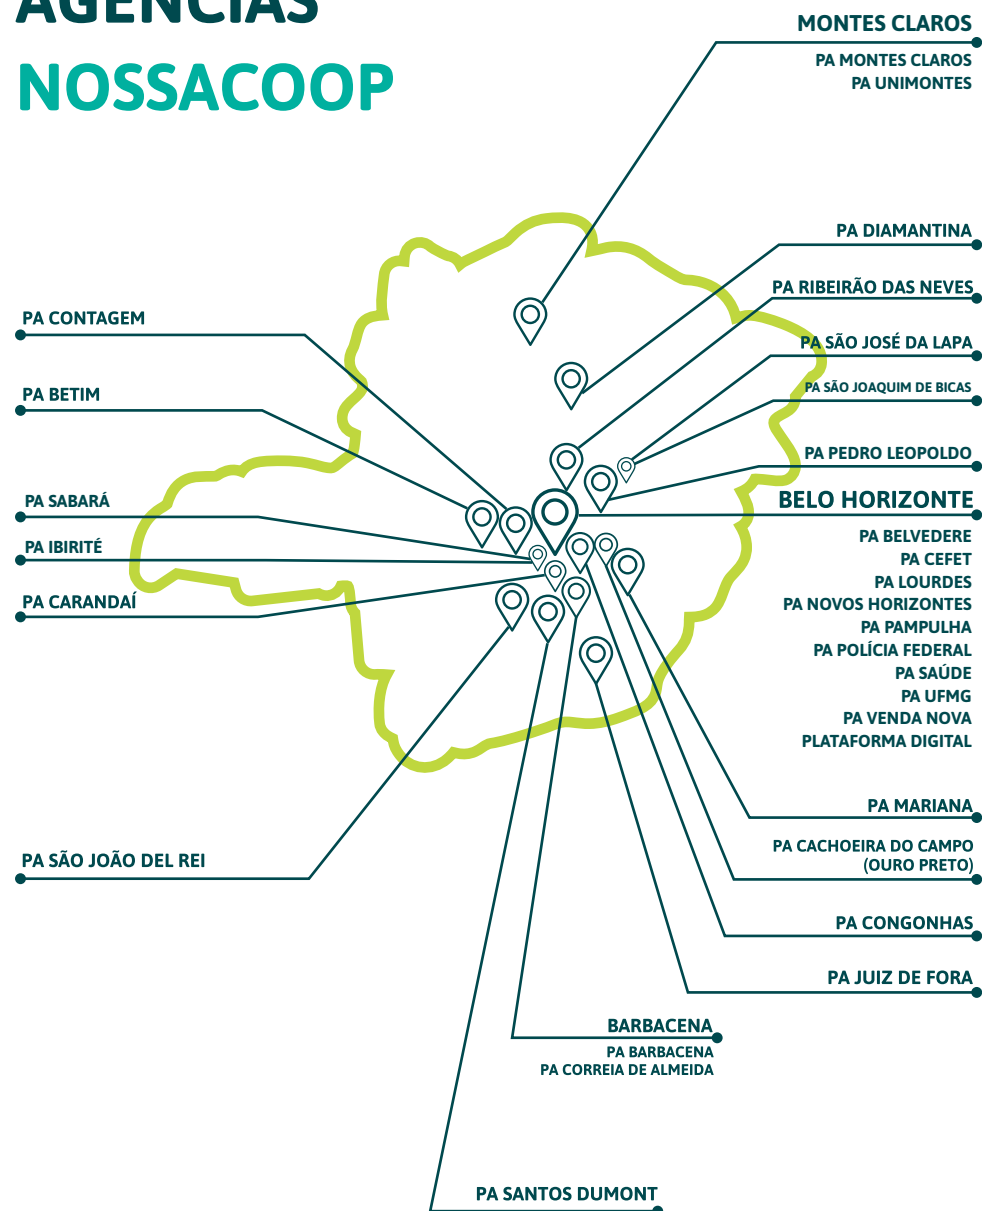 AGÊNCIAS
NOSSACOOP
MONTES CLAROS
PA MONTES CLAROS
PA UNIMONTES
PA DIAMANTINA
PA RIBEIRÃO DAS NEVES
PA SÃO JOSÉ DA LAPA
PA SÃO JOAQUIM DE BICAS
PA PEDRO LEOPOLDO
BELO HORIZONTE
PA BELVEDERE
PA CEFET
PA LOURDES
PA NOVOS HORIZONTES
PA PAMPULHA
PA POLÍCIA FEDERAL
PA SAÚDE
PA UFMG
PA VENDA NOVA
PLATAFORMA DIGITAL
PA MARIANA
PA CACHOEIRA DO CAMPO
(OURO PRETO)
PA CONGONHAS
PA JUIZ DE FORA
BARBACENA
PA BARBACENA
PA CORREIA DE ALMEIDA
PA SANTOS DUMONT
PA CONTAGEM
PA BETIM
PA SABARÁ
PA IBIRITÉ
PA CARANDAÍ
PA SÃO JOÃO DEL REI